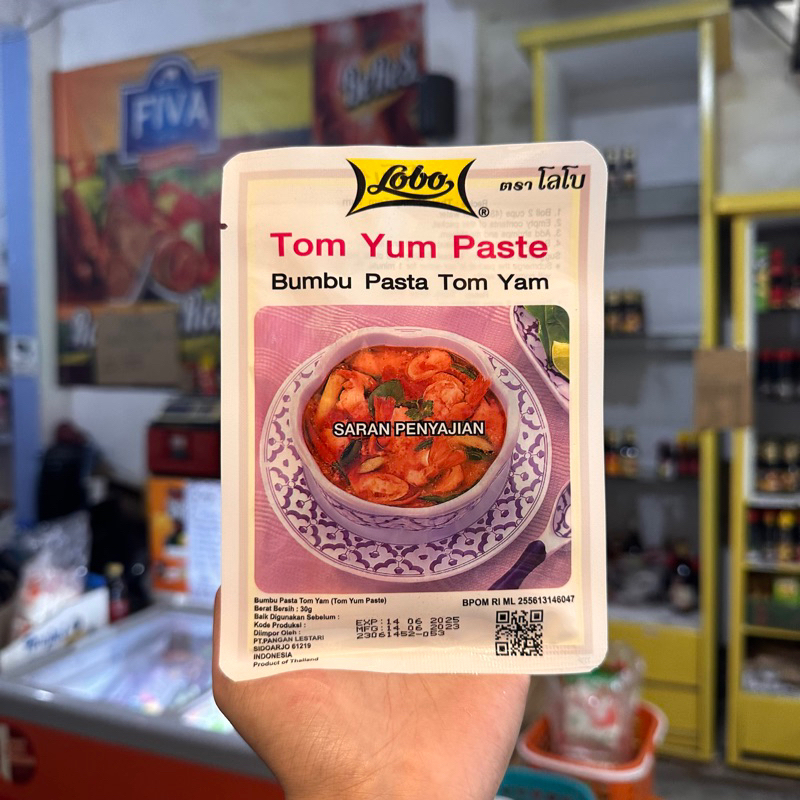 FIVA
Lobo
®
ตรา โลโบ
Tom Yum Paste
Bumbu Pasta Tom Yam
SARAN PENYAJIAN
Bumbu Pasta Tom Yam (Tom Yum Paste)
Berat Bersih : 30g
Baik Digunakan Sebelum :
Kode Produksi :
Diimpor Oleh :
PT.PANGAN LESTARI
SIDOARJO 61219
INDONESIA
Product of Thailand
EXP:14 06 2025
MFG:14 06 2023
23061452-053
BPOM RI ML 255613146047